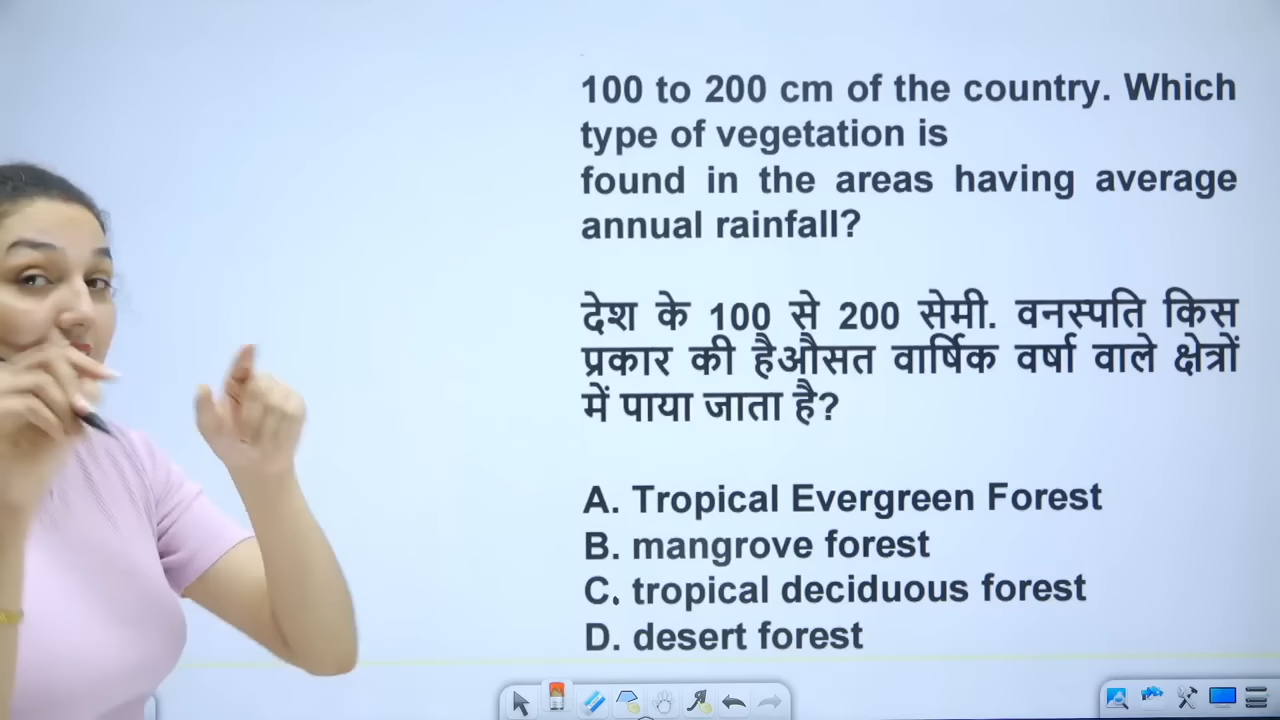 100 to 200 cm of the country. Which
type of vegetation is
found in the areas having average
annual rainfall?
देश के 100 से 200 सेमी. वनस्पति किस
प्रकार की हैऔसत वार्षिक वर्षा वाले क्षेत्रों
में पाया जाता है?
A. Tropical Evergreen Forest
B. mangrove forest
C. tropical deciduous forest
D. desert forest